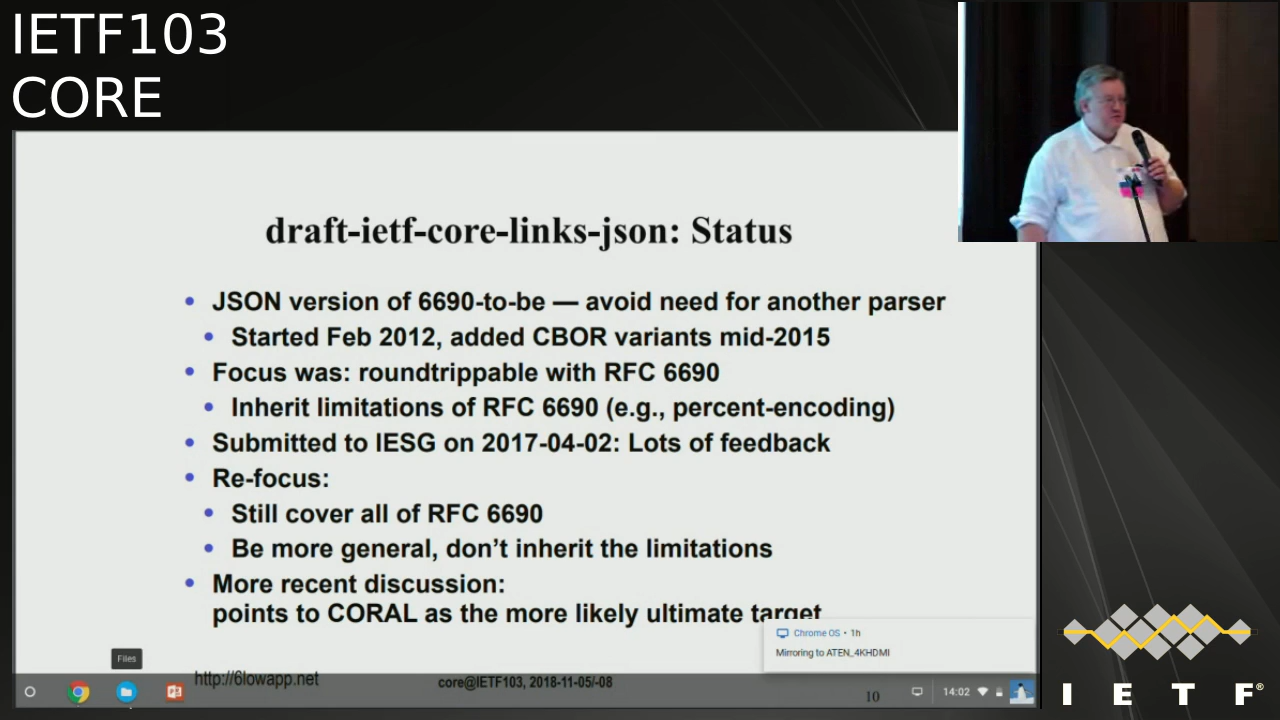 IETF103
CORE
draft-ietf-core-links-json: Status
• JSON version of 6690-to-be — avoid need for another parser
• Started Feb 2012, added CBOR variants mid-2015
• Focus was: roundtrippable with RFC 6690
• Inherit limitations of RFC 6690 (e.g., percent-encoding)
• Submitted to IESG on 2017-04-02: Lots of feedback
• Re-focus:
• Still cover all of RFC 6690
• Be more general, don’t inherit the limitations
• More recent discussion:
points to CORAL as the more likely ultimate target
Chrome OS • 1h
Mirroring to ATEN_4KHDMI
Files
http://6lowapp.net
core@IETF103, 2018-11-05/-08
10
14:02
I E T F®